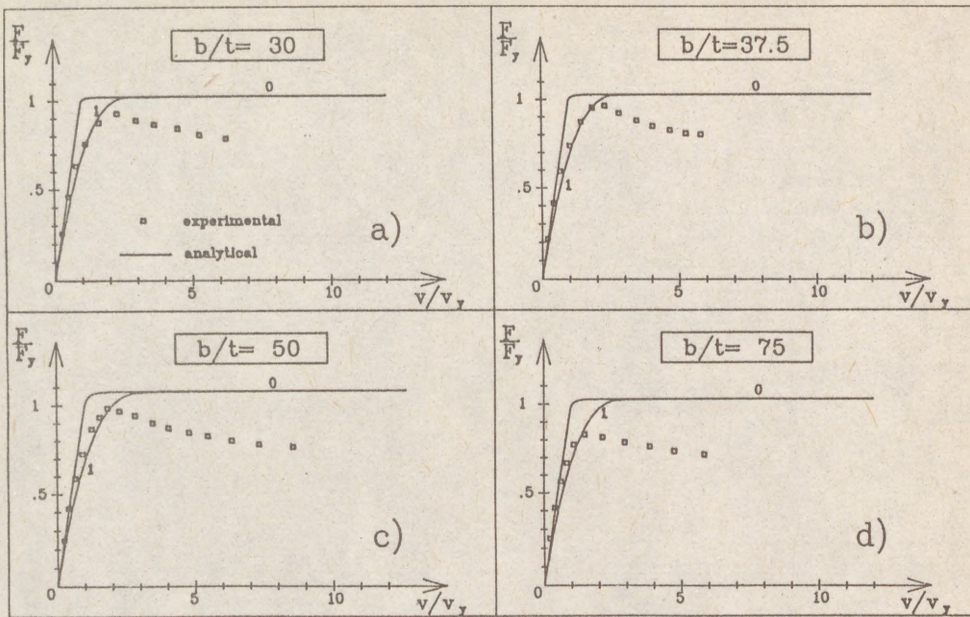 F/Fy
b/t= 30
0
1
1
.5
experimental
analytical
a)
0
5
10
v/vy
F/Fy
b/t=37.5
0
1
.5
1
b)
0
5
10
v/vy
F/Fy
b/t= 50
0
1
1
.5
c)
0
5
10
v/vy
F/Fy
b/t= 75
0
1
1
.5
d)
0
5
10
v/vy